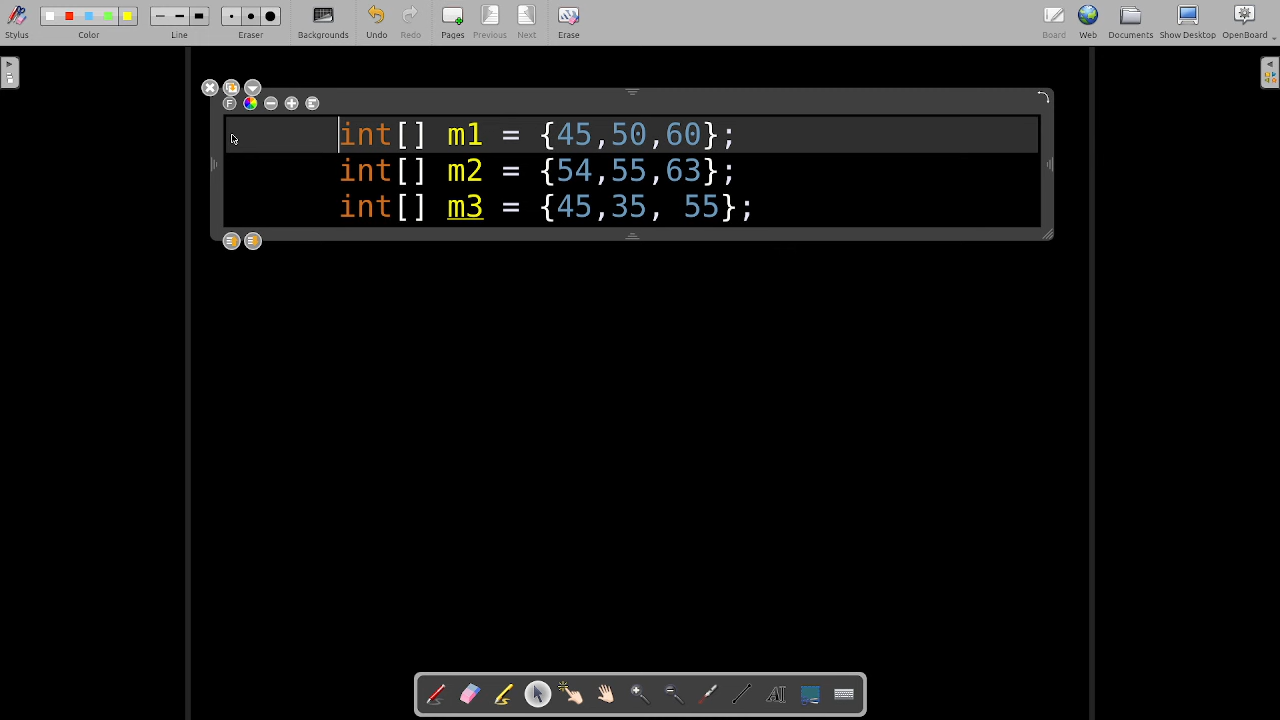 Stylus
Color
Line
Eraser
Backgrounds
Undo
Redo
Pages
Previous
Next
Erase
Board
Web
Documents
Show Desktop
OpenBoard
F
int[] m1 = {45,50,60};
int[] m2 = {54,55,63};
int[] m3 = {45,35, 55};
AI